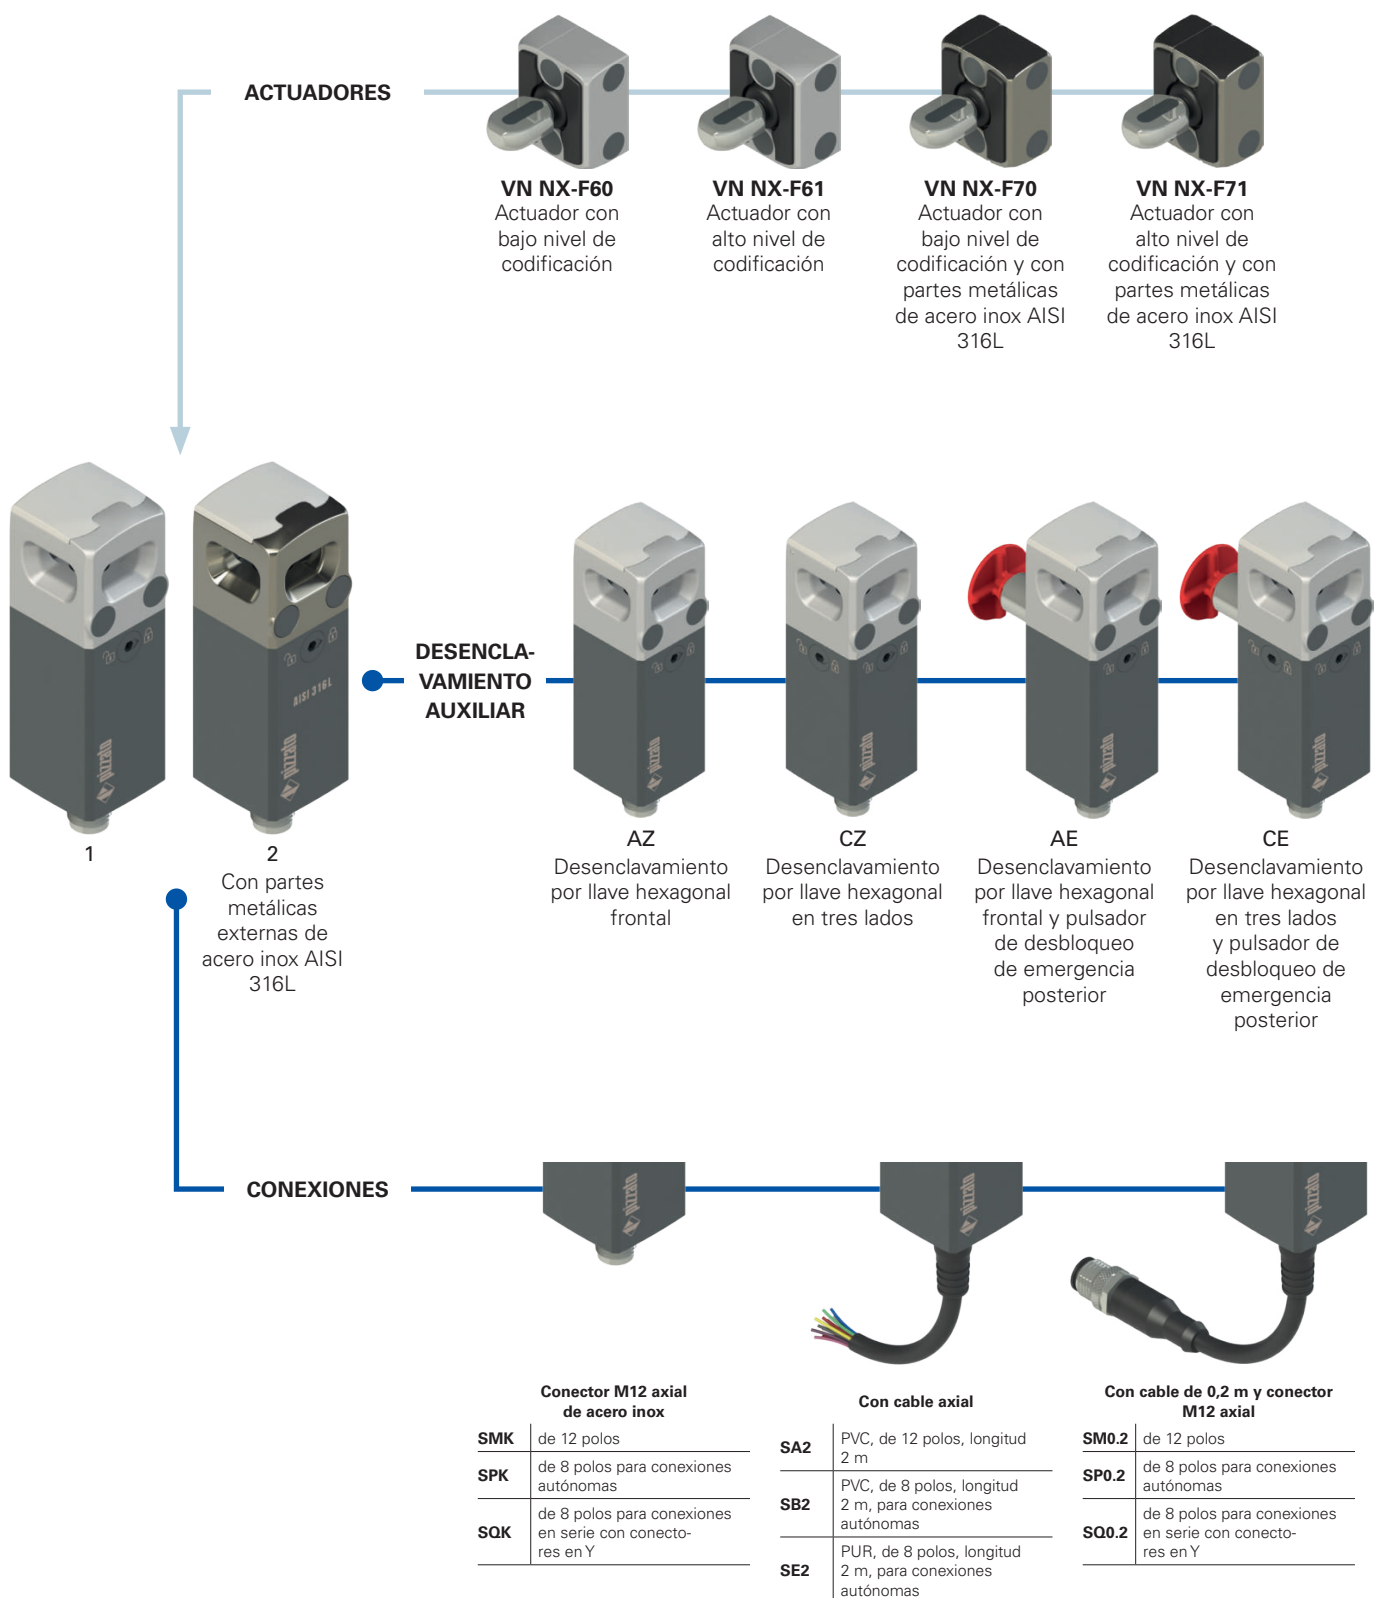 ACTUADORES
VN NX-F60
Actuador con
bajo nivel de
codificación
VN NX-F61
Actuador con
alto nivel de
codificación
VN NX-F70
Actuador con
bajo nivel de
codificación y con
partes metálicas
de acero inox AISI
316L
VN NX-F71
Actuador con
alto nivel de
codificación y con
partes metálicas
de acero inox AISI
316L
pizzato
1
AISI 316L
pizzato
2
Con partes
metálicas
externas de
acero inox AISI
316L
DESENCLA-
VAMIENTO
AUXILIAR
pizzato
AZ
Desenclavamiento
por llave hexagonal
frontal
pizzato
CZ
Desenclavamiento
por llave hexagonal
en tres lados
pizzato
AE
Desenclavamiento
por llave hexagonal
frontal y pulsador
de desbloqueo
de emergencia
posterior
pizzato
CE
Desenclavamiento
por llave hexagonal
en tres lados
y pulsador de
desbloqueo de
emergencia
posterior
CONEXIONES
pizzato
pizzato
pizzato
Conector M12 axial
de acero inox
SMK de 12 polos
SPK de 8 polos para conexiones
autónomas
SQK de 8 polos para conexiones
en serie con conecto-
res en Y
Con cable axial
SA2 PVC, de 12 polos, longitud
2 m
SB2 PVC, de 8 polos, longitud
2 m, para conexiones
autónomas
SE2 PUR, de 8 polos, longitud
2 m, para conexiones
autónomas
Con cable de 0,2 m y conector
M12 axial
SM0.2 de 12 polos
SP0.2 de 8 polos para conexiones
autónomas
SQ0.2 de 8 polos para conexiones
en serie con conecto-
res en Y